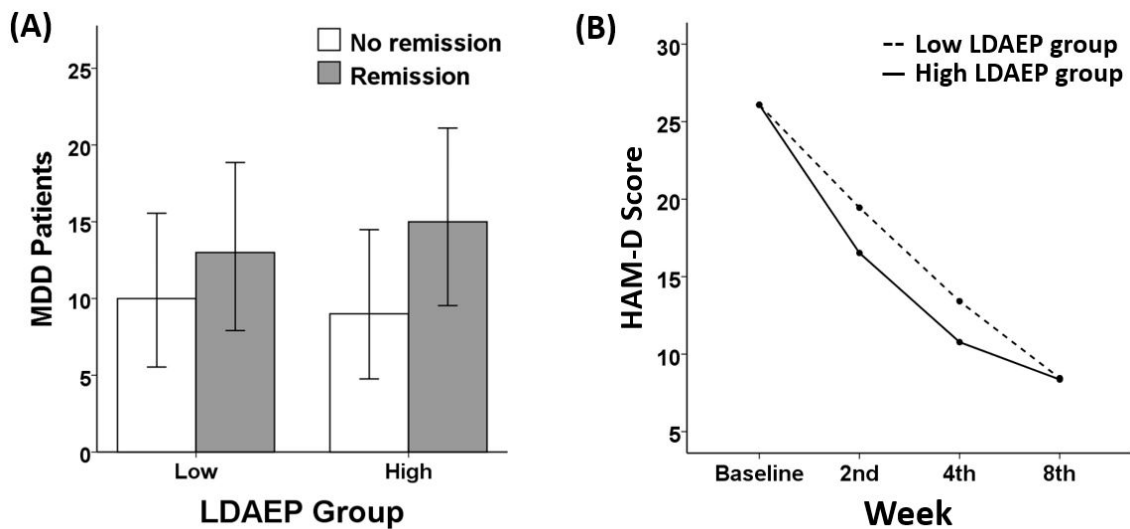 (A)
No remission
Remission
25
20
15
10
5
0
MDD Patients
Low
High
LDAEP Group
(B)
Low LDAEP group
High LDAEP group
30
25
20
15
10
5
HAM-D Score
Baseline
2nd
4th
8th
Week